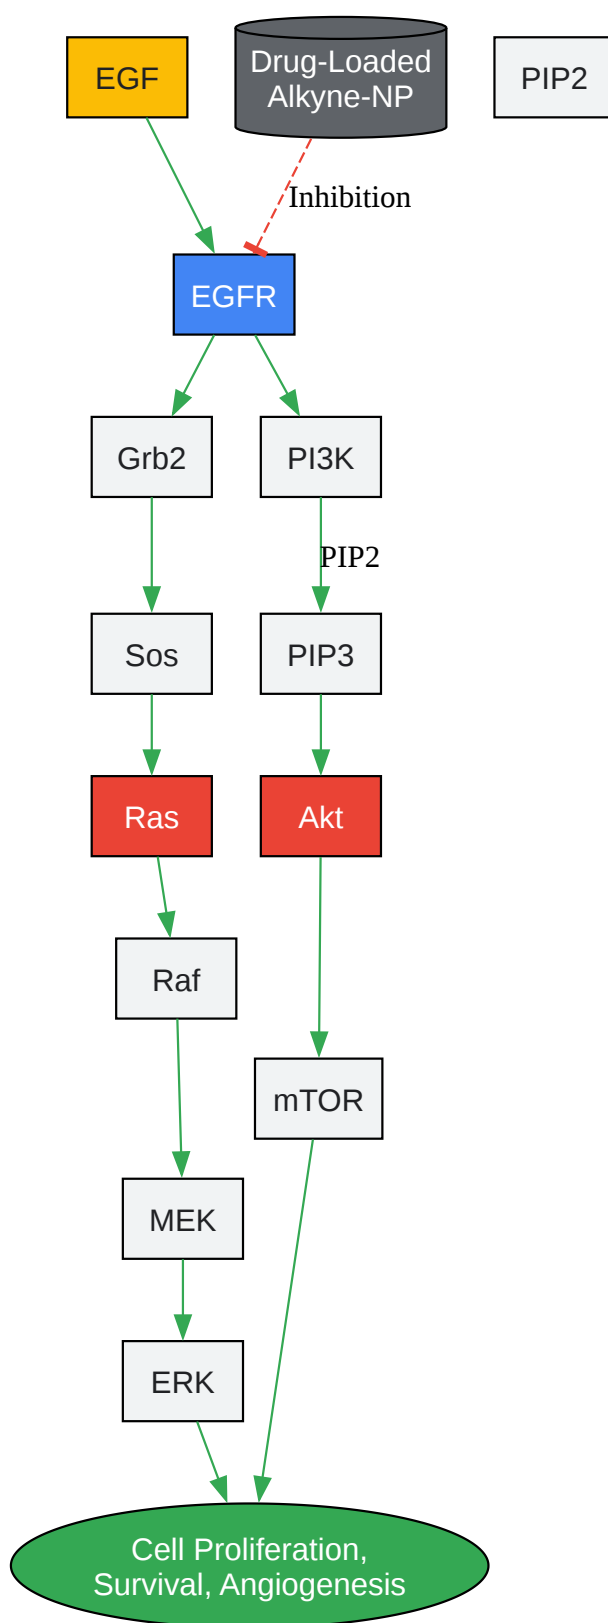 EGF
Drug-Loaded
Alkyne-NP
PIP2
Inhibition
EGFR
Grb2
PI3K
PIP2
Sos
PIP3
Ras
Akt
Raf
mTOR
MEK
ERK
Cell Proliferation,
Survival, Angiogenesis